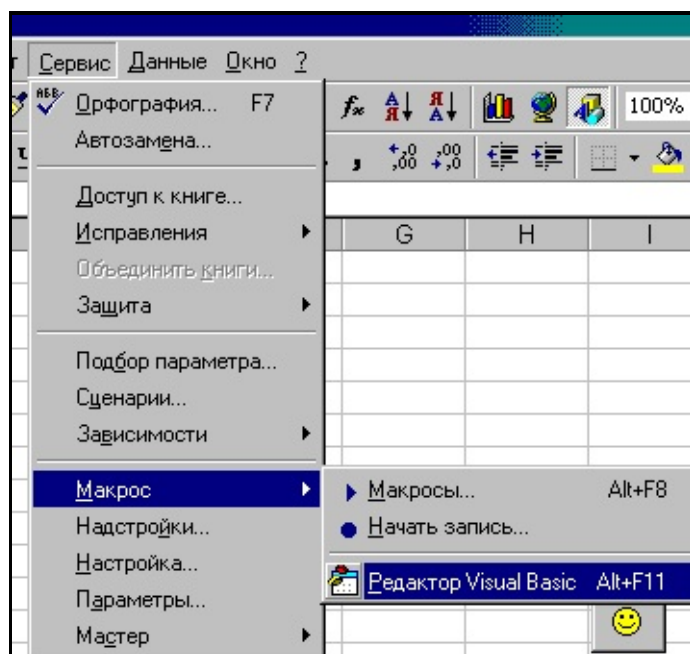 Сервис Данные Окно ?
Орфография... F7
100%
Автозамена...
Доступ к книге...
Исправления
G H I
Объединить книги...
Защита
Подбор параметра...
Сценарии...
Зависимости
Макрос
Макросы... Alt+F8
Надстройки...
Начать запись...
Настройка...
Редактор Visual Basic Alt+F11
Параметры...
Мастер